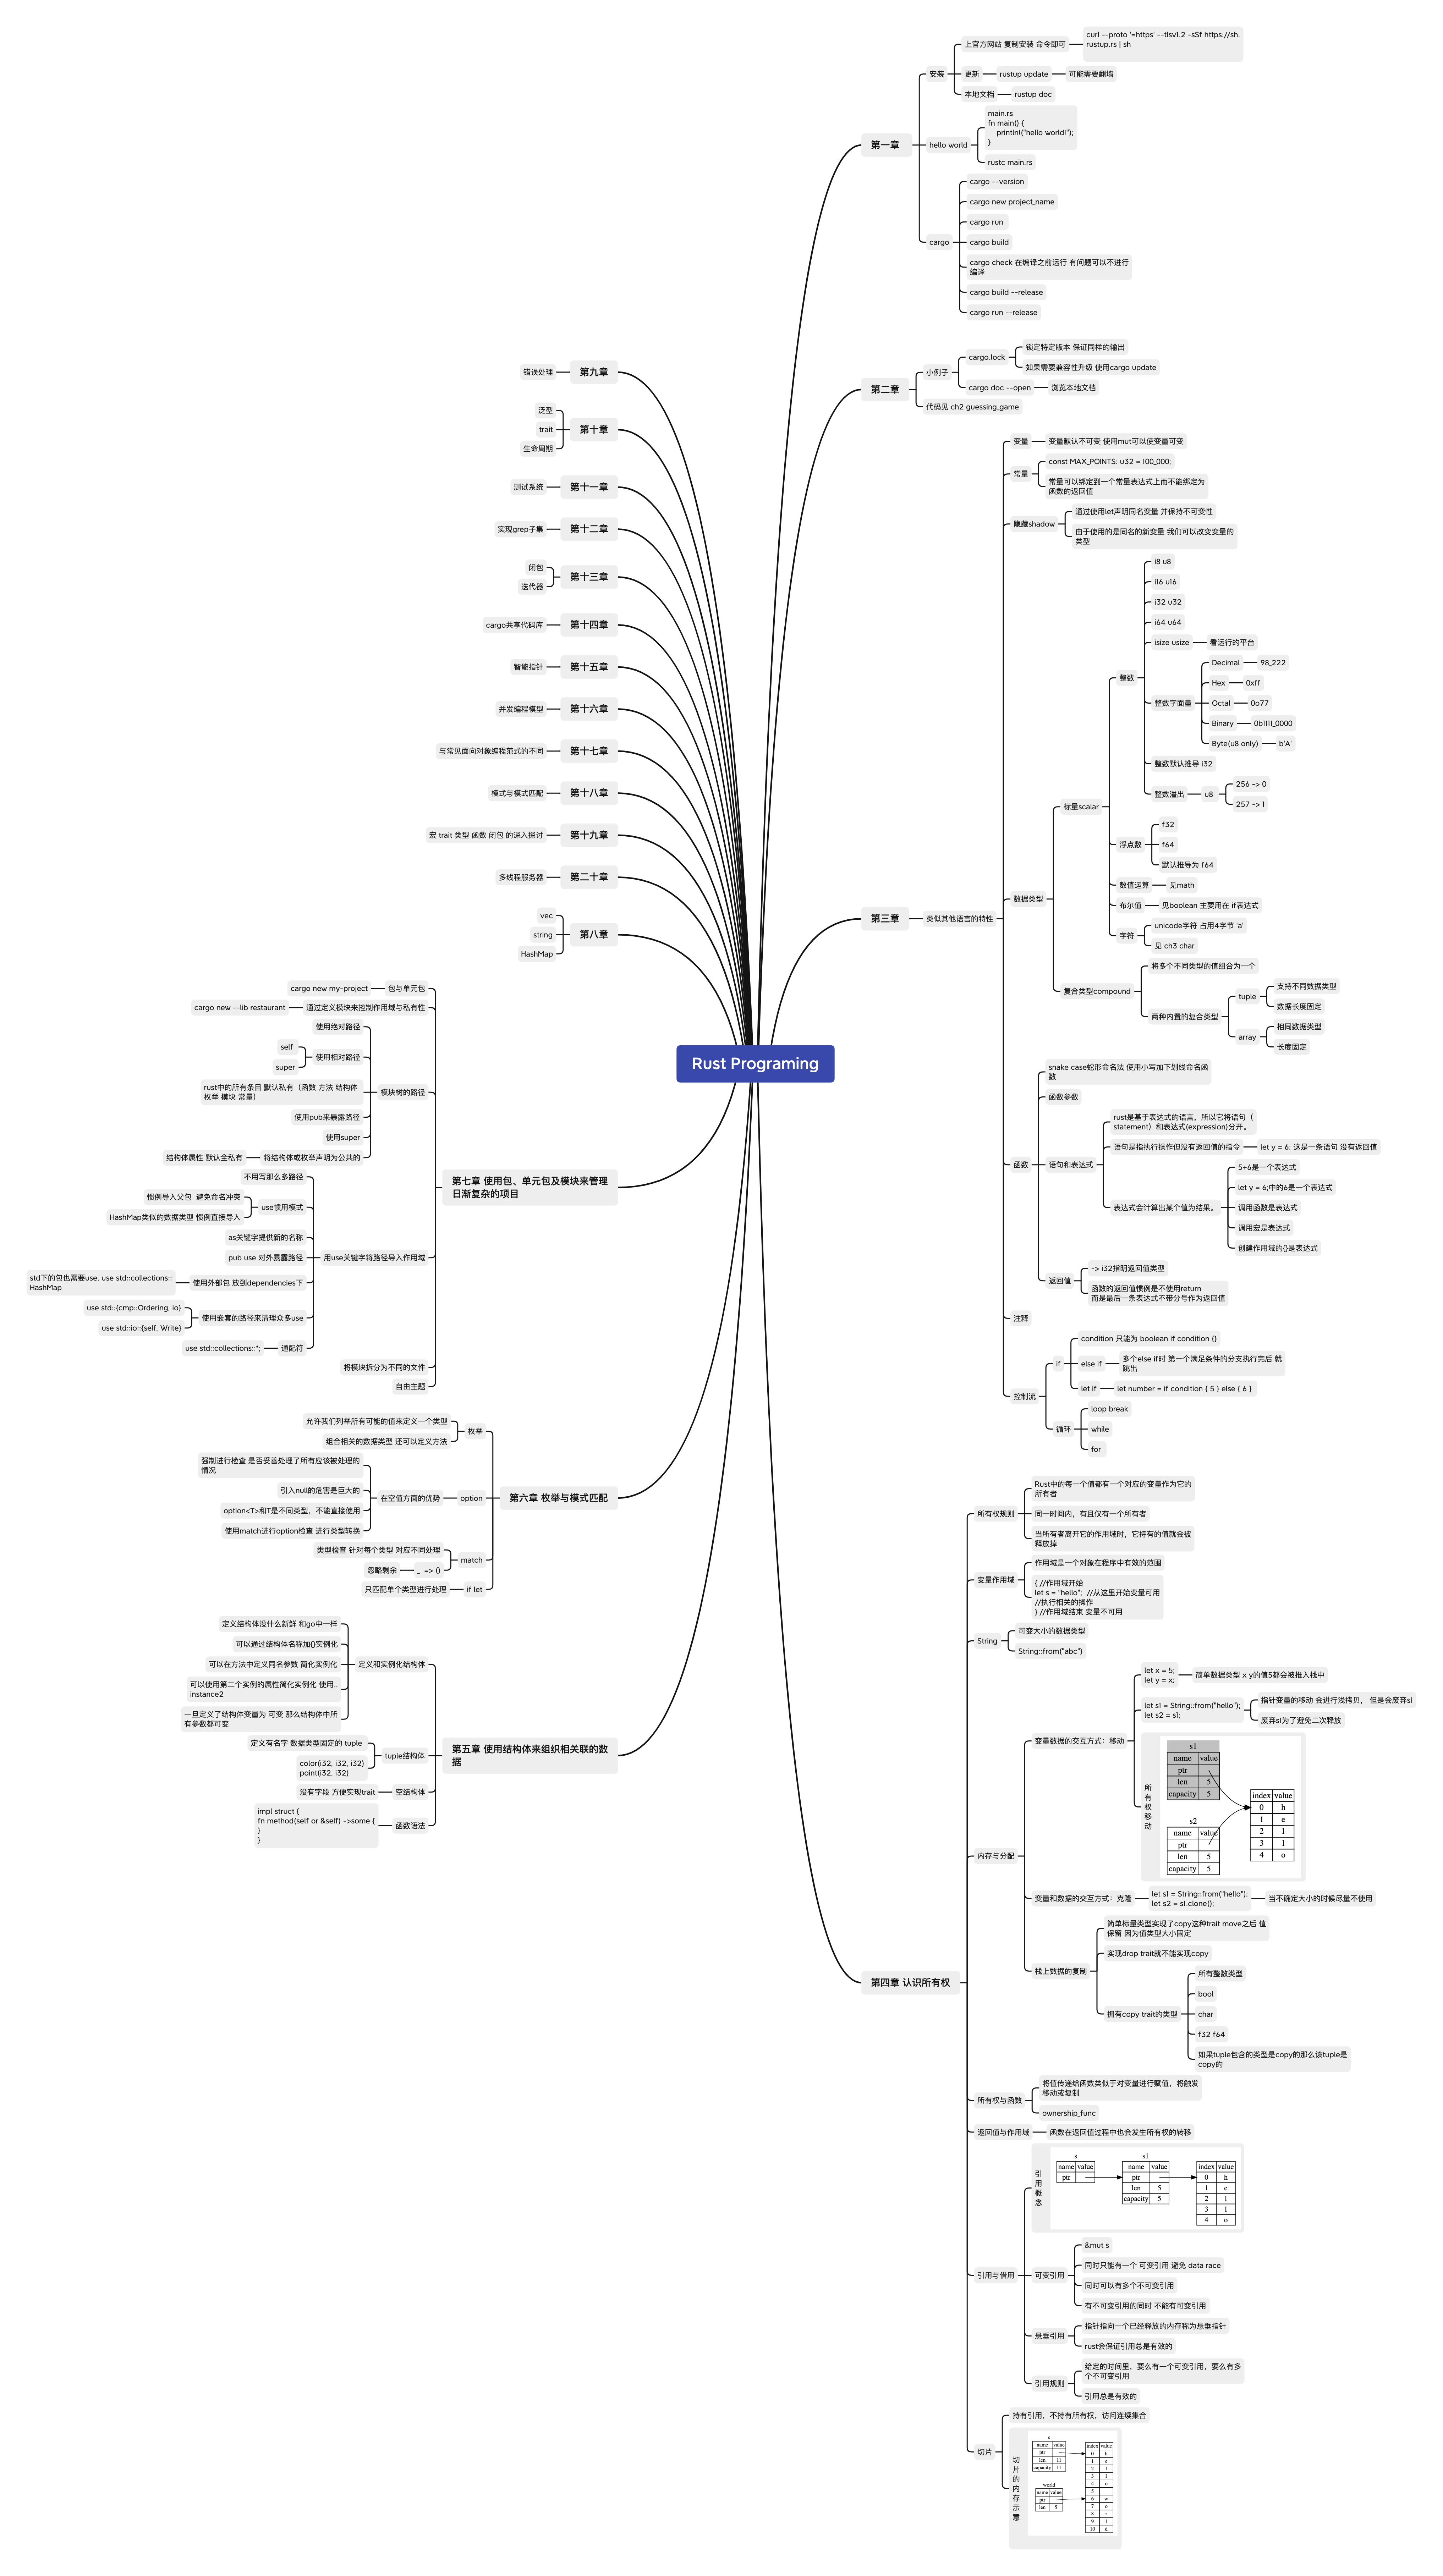 Rust Programing
第一章
安装
上官方网站 复制安装 命令即可
curl --proto '=https' --tlsv1.2 -sSf https://sh.
rustup.rs | sh
更新
rustup update
可能需要翻墙
本地文档
rustup doc
hello world
main.rs
fn main() {
println!("hello world!");
}
rustc main.rs
cargo
cargo --version
cargo new project_name
cargo run
cargo build
cargo check 在编译之前运行 有问题可以不进行
编译
cargo build --release
cargo run --release
第二章
小例子
cargo.lock
锁定特定版本 保证同样的输出
如果需要兼容性升级 使用cargo update
cargo doc --open
浏览本地文档
代码见 ch2 guessing_game
第三章
类似其他语言的特性
变量
变量默认不可变 使用mut可以使变量可变
常量
const MAX_POINTS: u32 = 100_000;
常量可以绑定到一个常量表达式上而不能绑定为
函数的返回值
隐藏shadow
通过使用let声明同名变量 并保持不可变性
由于使用的是同名的新变量 我们可以改变变量的
类型
数据类型
标量scalar
整数
i8 u8
i16 u16
i32 u32
i64 u64
isize usize
看运行的平台
整数字面量
Decimal
98_222
Hex
0xff
Octal
0o77
Binary
0b1111_0000
Byte(u8 only)
b'A'
整数默认推导 i32
整数溢出
u8
256 -> 0
257 -> 1
浮点数
f32
f64
默认推导为 f64
数值运算
见math
布尔值
见boolean 主要用在 if表达式
字符
unicode字符 占用4字节 'a'
见 ch3 char
复合类型compound
将多个不同类型的值组合为一个
两种内置的复合类型
tuple
支持不同数据类型
数据长度固定
array
相同数据类型
长度固定
函数
snake case蛇形命名法 使用小写加下划线命名函
数
函数参数
语句和表达式
rust是基于表达式的语言，所以它将语句（
statement）和表达式(expression)分开。
语句是指执行操作但没有返回值的指令
let y = 6; 这是一条语句 没有返回值
表达式会计算出某个值为结果。
5+6是一个表达式
let y = 6;中的6是一个表达式
调用函数是表达式
调用宏是表达式
创建作用域的{}是表达式
返回值
-> i32指明返回值类型
函数的返回值惯例是不使用return
而是最后一条表达式不带分号作为返回值
注释
控制流
if
condition 只能为 boolean if condition {}
else if
多个else if时 第一个满足条件的分支执行完后 就
跳出
let if
let number = if condition { 5 } else { 6 }
循环
loop break
while
for
第四章 认识所有权
所有权规则
Rust中的每一个值都有一个对应的变量作为它的
所有者
同一时间内，有且仅有一个所有者
当所有者离开它的作用域时，它持有的值就会被
释放掉
变量作用域
作用域是一个对象在程序中有效的范围
{ //作用域开始
let s = "hello"; //从这里开始变量可用
//执行相关的操作
} //作用域结束 变量不可用
String
可变大小的数据类型
String::from("abc")
内存与分配
变量数据的交互方式：移动
let x = 5;
let y = x;
简单数据类型 x y的值5都会被推入栈中
let s1 = String::from("hello");
let s2 = s1;
指针变量的移动 会进行浅拷贝， 但是会废弃s1
废弃s1为了避免二次释放
所有权移动
s1
name value
ptr
len 5
capacity 5
s2
name value
ptr
len 5
capacity 5
index value
0 h
1 e
2 l
3 l
4 o
变量和数据的交互方式：克隆
let s1 = String::from("hello");
let s2 = s1.clone();
当不确定大小的时候尽量不使用
栈上数据的复制
简单标量类型实现了copy这种trait move之后 值
保留 因为值类型大小固定
实现drop trait就不能实现copy
拥有copy trait的类型
所有整数类型
bool
char
f32 f64
如果tuple包含的类型是copy的那么该tuple是
copy的
所有权与函数
将值传递给函数类似于对变量进行赋值，将触发
移动或复制
ownership_func
返回值与作用域
函数在返回值过程中也会发生所有权的转移
引用与借用
引用概念
s
name value
ptr
s1
name value
ptr
len 5
capacity 5
index value
0 h
1 e
2 l
3 l
4 o
可变引用
&mut s
同时只能有一个 可变引用 避免 data race
同时可以有多个不可变引用
有不可变引用的同时 不能有可变引用
悬垂引用
指针指向一个已经释放的内存称为悬垂指针
rust会保证引用总是有效的
引用规则
给定的时间里，要么有一个可变引用，要么有多
个不可变引用
引用总是有效的
切片
持有引用，不持有所有权，访问连续集合
切片的内存示意
s
name value
ptr
len 11
capacity 11
world
name value
ptr
len 5
index value
0 h
1 e
2 l
3 l
4 o
5
6 w
7 o
8 r
9 l
10 d
第九章
错误处理
第十章
泛型
trait
生命周期
第十一章
测试系统
第十二章
实现grep子集
第十三章
闭包
迭代器
第十四章
cargo共享代码库
第十五章
智能指针
第十六章
并发编程模型
第十七章
与常见面向对象编程范式的不同
第十八章
模式与模式匹配
第十九章
宏 trait 类型 函数 闭包 的深入探讨
第二十章
多线程服务器
第八章
vec
string
HashMap
第七章 使用包、单元包及模块来管理
日渐复杂的项目
包与单元包
cargo new my-project
通过定义模块来控制作用域与私有性
cargo new --lib restaurant
模块树的路径
使用绝对路径
使用相对路径
self
super
rust中的所有条目 默认私有（函数 方法 结构体
枚举 模块 常量）
使用pub来暴露路径
使用super
将结构体或枚举声明为公共的
结构体属性 默认全私有
用use关键字将路径导入作用域
不用写那么多路径
use惯用模式
惯例导入父包 避免命名冲突
HashMap类似的数据类型 惯例直接导入
as关键字提供新的名称
pub use 对外暴露路径
使用外部包 放到dependencies下
std下的包也需要use. use std::collections::
HashMap
使用嵌套的路径来清理众多use
use std::{cmp::Ordering, io}
use std::io::{self, Write}
通配符
use std::collections::*;
将模块拆分为不同的文件
自由主题
第六章 枚举与模式匹配
枚举
允许我们列举所有可能的值来定义一个类型
组合相关的数据类型 还可以定义方法
option
在空值方面的优势
强制进行检查 是否妥善处理了所有应该被处理的
情况
引入null的危害是巨大的
option<T>和T是不同类型，不能直接使用
使用match进行option检查 进行类型转换
match
类型检查 针对每个类型 对应不同处理
_ => ()
忽略剩余
if let
只匹配单个类型进行处理
第五章 使用结构体来组织相关联的数
据
定义和实例化结构体
定义结构体没什么新鲜 和go中一样
可以通过结构体名称加{}实例化
可以在方法中定义同名参数 简化实例化
可以使用第二个实例的属性简化实例化 使用..
instance2
一旦定义了结构体变量为 可变 那么结构体中所
有参数都可变
tuple结构体
定义有名字 数据类型固定的 tuple
color(i32, i32, i32)
point(i32, i32)
空结构体
没有字段 方便实现trait
函数语法
impl struct {
fn method(self or &self) ->some {
}
}